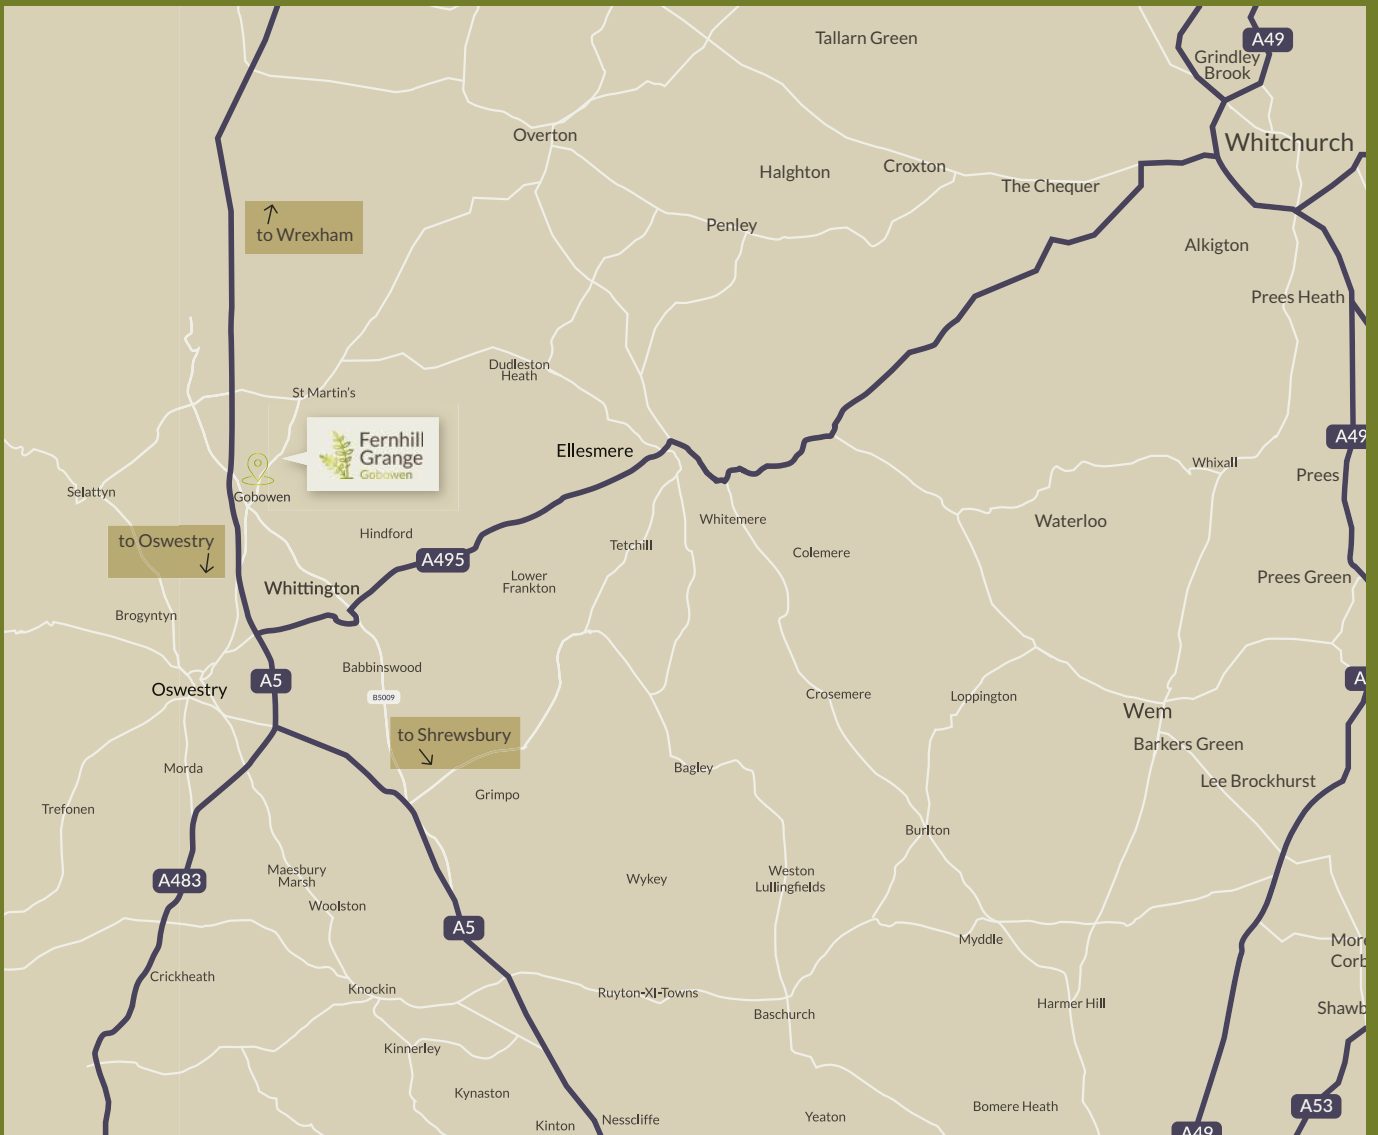 Tallarn Green
A49
Grindley
Brook
Overton
Whitchurch
Halghton
Croxton
The Chequer
Penley
to Wrexham
Alkigton
Prees Heath
Dudleston
Heath
St Martin's
Fernhill
Grange
Gobowen
Ellesmere
A49
Whixall
Prees
Selattyn
Gobowen
Whitemere
Waterloo
Hindford
to Oswestry
Tetchill
Colemere
A495
Lower
Frankton
Prees Green
Whittington
Brogyntyn
Babbinswood
A5
A
Oswestry
B5009
Crosemere
Loppington
Wem
to Shrewsbury
Barkers Green
Morda
Bagley
Lee Brockhurst
Grimpo
Trefonen
Burlton
Maesbury
Marsh
A483
Wykey
Weston
Lullingfields
Woolston
A5
Myddle
More
Corb
Crickheath
Knockin
Ruyton-XI-Towns
Harmer Hill
Shawb
Baschurch
Kinnerley
Kynaston
Bomere Heath
A53
Yeaton
Nesscliffe
Kinton
A49